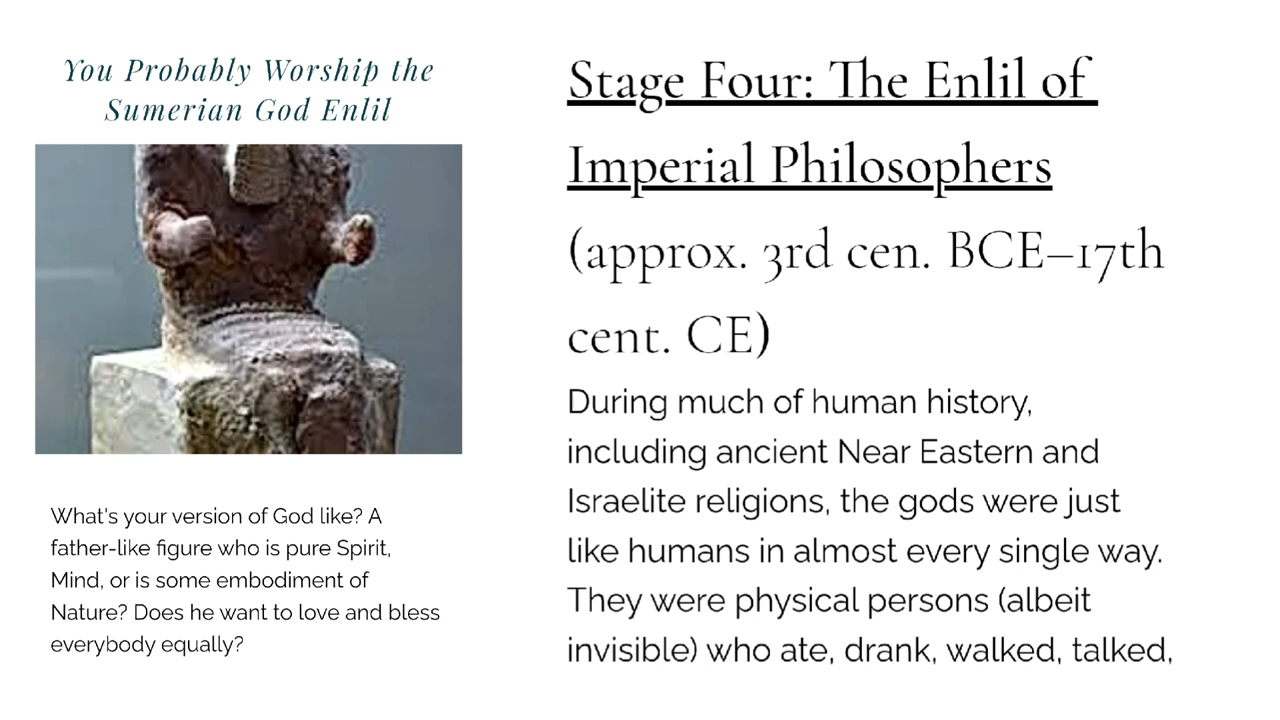 You Probably Worship the
Sumerian God Enlil
What's your version of God like? A
father-like figure who is pure Spirit,
Mind, or is some embodiment of
Nature? Does he want to love and bless
everybody equally?
Stage Four: The Enlil of
Imperial Philosophers
(approx. 3rd cen. BCE–17th
cent. CE)
During much of human history,
including ancient Near Eastern and
Israelite religions, the gods were just
like humans in almost every single way.
They were physical persons (albeit
invisible) who ate, drank, walked, talked,